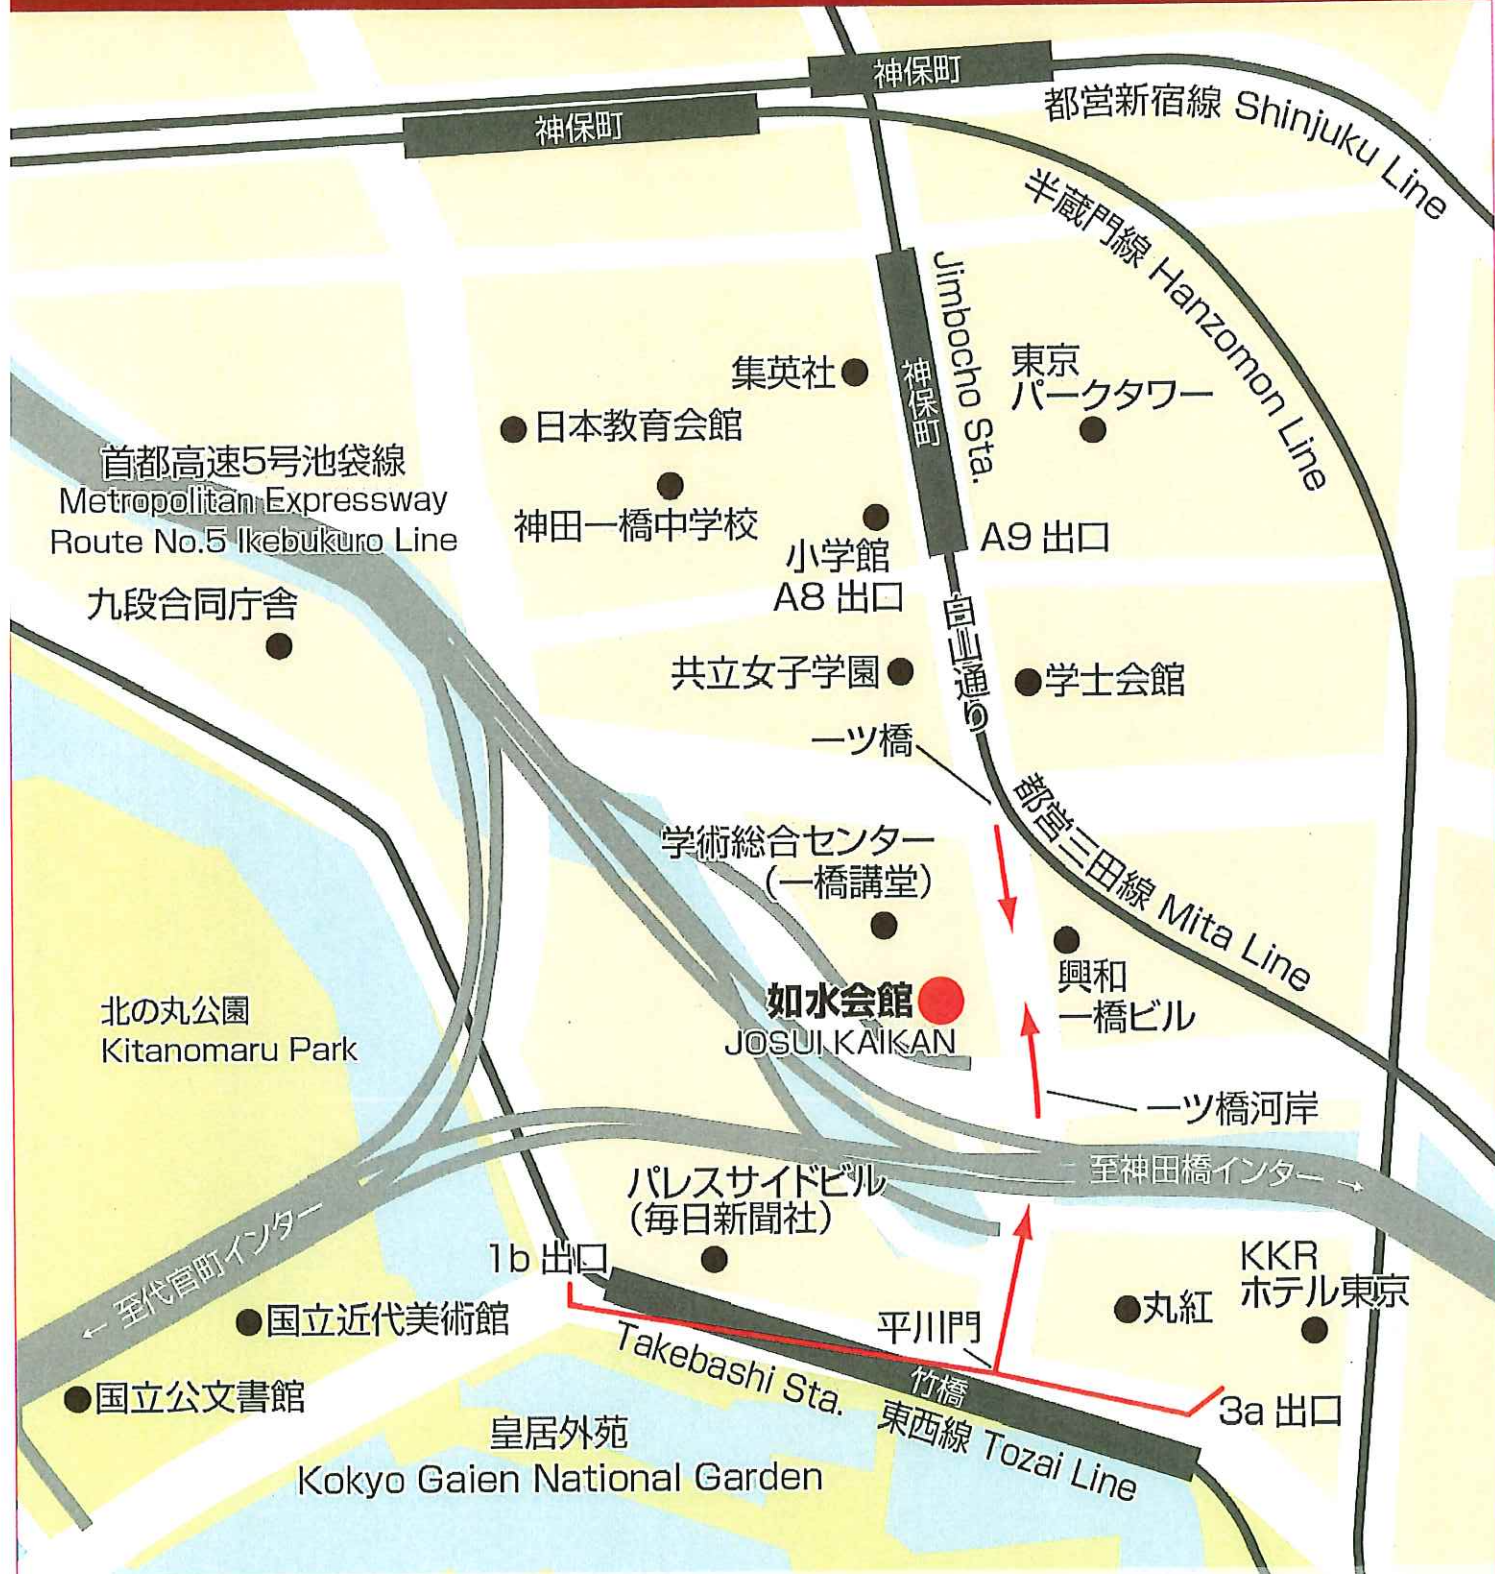 神保町
都営新宿線 Shinjuku Line
神保町
半蔵門線 Hanzomon Line
神保町
Jimbocho Sta.
集英社
東京
パークタワー
日本教育会館
首都高速5号池袋線
Metropolitan Expressway
Route No.5 Ikebukuro Line
神田一橋中学校
小学館
A8 出口
A9 出口
九段合同庁舎
白山通り
共立女子学園
学士会館
一ツ橋
都営三田線 Mita Line
学術総合センター
(一橋講堂)
興和
一橋ビル
如水会館
JOSUI KAIKAN
北の丸公園
Kitanomaru Park
一ツ橋河岸
至神田橋インター →
パレスサイドビル
(毎日新聞社)
1b 出口
← 至代官町インター
KKR
ホテル東京
丸紅
平川門
国立近代美術館
Takebashi Sta.
竹橋
東西線 Tozai Line
3a 出口
国立公文書館
皇居外苑
Kokyo Gaien National Garden